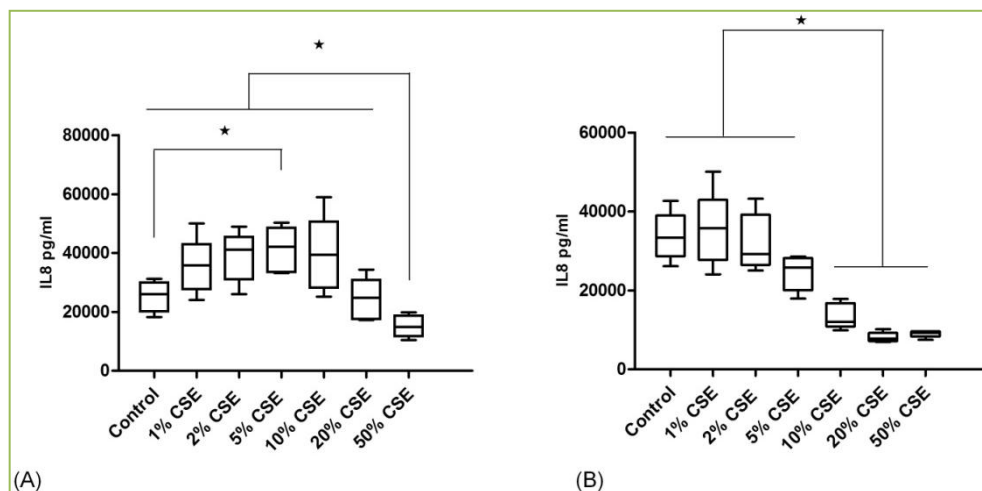 ★
★
80000
60000
40000
20000
0
IL8 pg/ml
Control
1% CSE
2% CSE
5% CSE
10% CSE
20% CSE
50% CSE
(A)
★
60000
40000
20000
0
IL8 pg/ml
Control
1% CSE
2% CSE
5% CSE
10% CSE
20% CSE
50% CSE
(B)